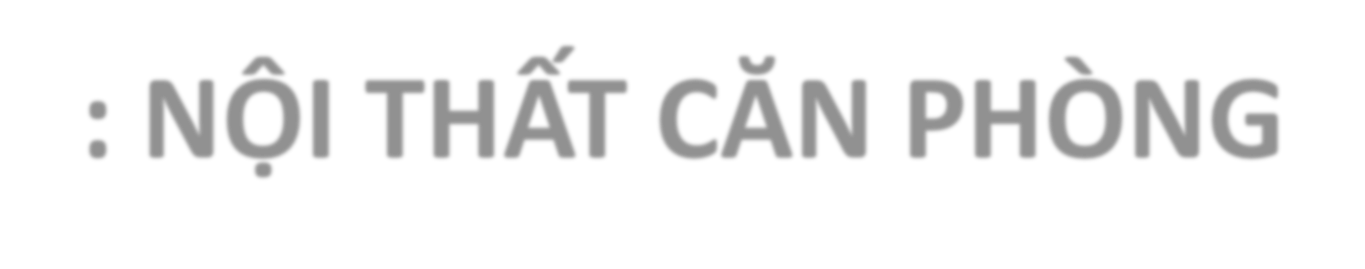 : NỘI THẤT CĂN PHÒNG